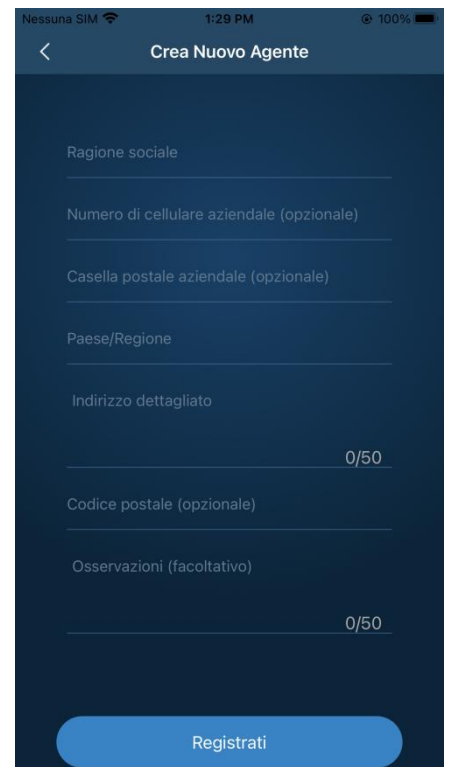 Nessuna SIM 1:29 PM 100%
Crea Nuovo Agente
Ragione sociale
Numero di cellulare aziendale (opzionale)
Casella postale aziendale (opzionale)
Paese/Regione
Indirizzo dettagliato
0/50
Codice postale (opzionale)
Osservazioni (facoltativo)
0/50
Registrati